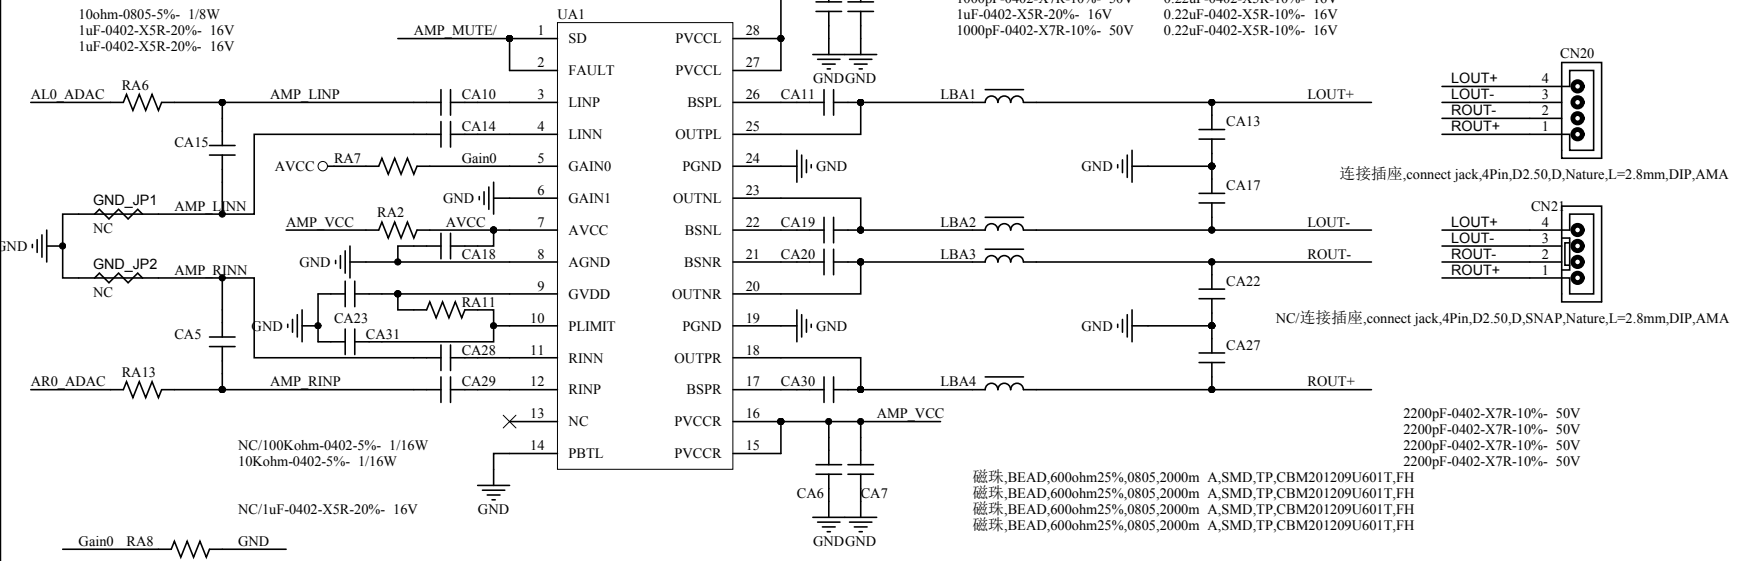 10ohm-0805-5%- 1/8W
1uF-0402-X5R-20%- 16V
1uF-0402-X5R-20%- 16V
1uF-0402-X5R-20%- 16V
1000pF-0402-X7R-10%- 50V
0.22uF-0402-X5R-10%- 16V
0.22uF-0402-X5R-10%- 16V
UA1
AMP_MUTE/ 1 SD PVCCL 28
2 FAULT PVCCL 27
GND GND
CN20
AL0_ADAC RA6 AMP_LINP CA10 3 LINP BSPL 26 CA11 LBA1 LOUT+
CA14 4 LINN OUTPL 25
CA15
CA13
LOUT+ 4
LOUT- 3
ROUT- 2
ROUT+ 1
AVCC RA7 Gain0 5 GAIN0 PGND 24 GND
GND
连接插座,connect jack,4Pin,D2.50,D,Nature,L=2.8mm,DIP,AMA
GND 6 GAIN1 OUTNL 23
CA17
GND_JP1 AMP_LINN
NC
AMP_VCC RA2 AVCC 7 AVCC BSNL 22 CA19 LBA2 LOUT-
CN21
LOUT+ 4
LOUT- 3
ROUT- 2
ROUT+ 1
GND
GND CA18 8 AGND BSNR 21 CA20 LBA3 ROUT-
GND_JP2 AMP_RINN
NC
9 GVDD OUTNR 20
CA22
RA11
CA23
GND 10 PLIMIT PGND 19 GND
GND
NC/连接插座,connect jack,4Pin,D2.50,D,SNAP,Nature,L=2.8mm,DIP,AMA
CA5
CA31
CA28 11 RINN OUTPR 18
CA27
AR0_ADAC RA13 AMP_RINP CA29 12 RINP BSPR 17 CA30 LBA4 ROUT+
13 NC PVCCR 16 AMP_VCC
14 PBTL PVCCR 15
NC/100Kohm-0402-5%- 1/16W
10Kohm-0402-5%- 1/16W
2200pF-0402-X7R-10%- 50V
2200pF-0402-X7R-10%- 50V
2200pF-0402-X7R-10%- 50V
2200pF-0402-X7R-10%- 50V
磁珠,BEAD,600ohm25%,0805,2000m A,SMD,TP,CBM201209U601T,FH
磁珠,BEAD,600ohm25%,0805,2000m A,SMD,TP,CBM201209U601T,FH
磁珠,BEAD,600ohm25%,0805,2000m A,SMD,TP,CBM201209U601T,FH
磁珠,BEAD,600ohm25%,0805,2000m A,SMD,TP,CBM201209U601T,FH
CA6 CA7
NC/1uF-0402-X5R-20%- 16V
GND
GND GND
Gain0 RA8 GND